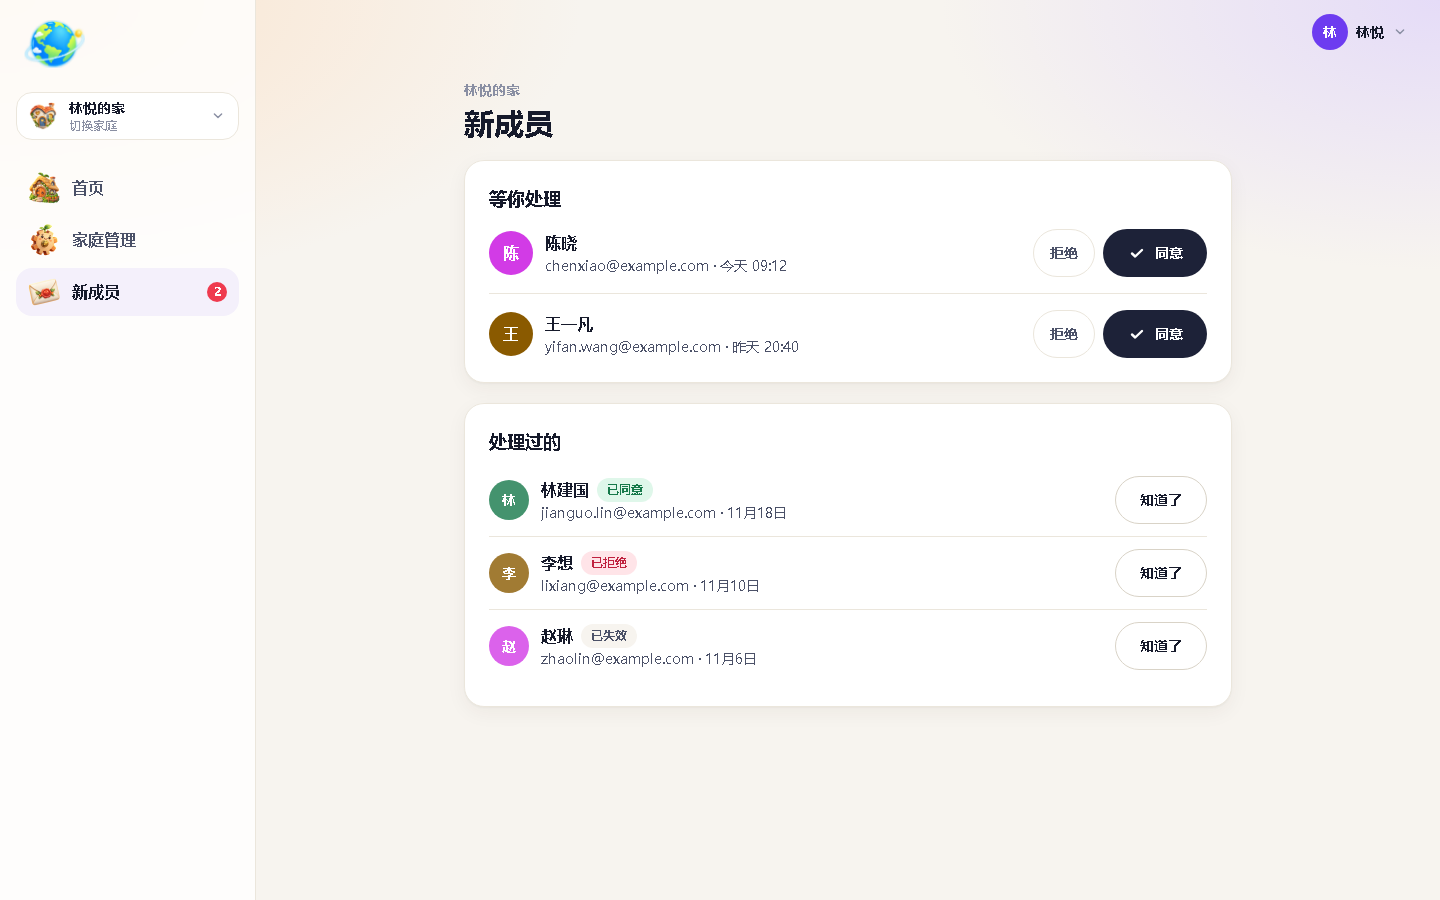 林
林悦
林悦的家
切换家庭
首页
家庭管理
新成员
2
林悦的家
新成员
等你处理
陈
陈晓
chenxiao@example.com · 今天 09:12
拒绝
同意
王
王一凡
yifan.wang@example.com · 昨天 20:40
拒绝
同意
处理过的
林
林建国 已同意
jianguo.lin@example.com · 11月18日
知道了
李
李想 已拒绝
lixiang@example.com · 11月10日
知道了
赵
赵琳 已失效
zhaolin@example.com · 11月6日
知道了